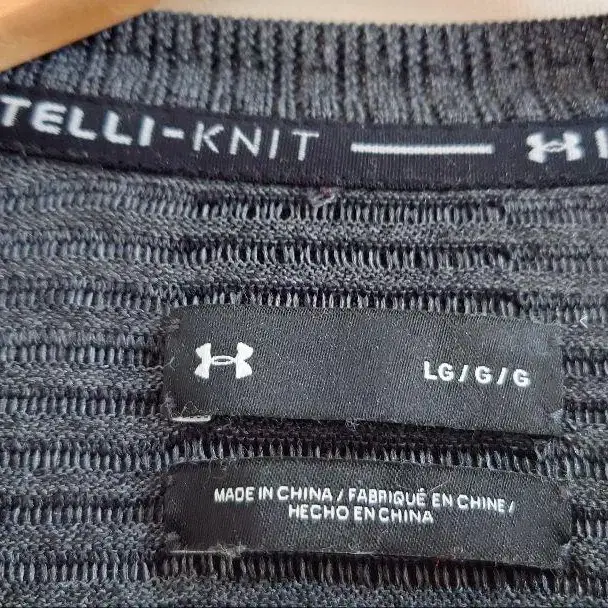 TELLI-KNIT
LG/G/G
MADE IN CHINA / FABRIQUÉ EN CHINE /
HECHO EN CHINA